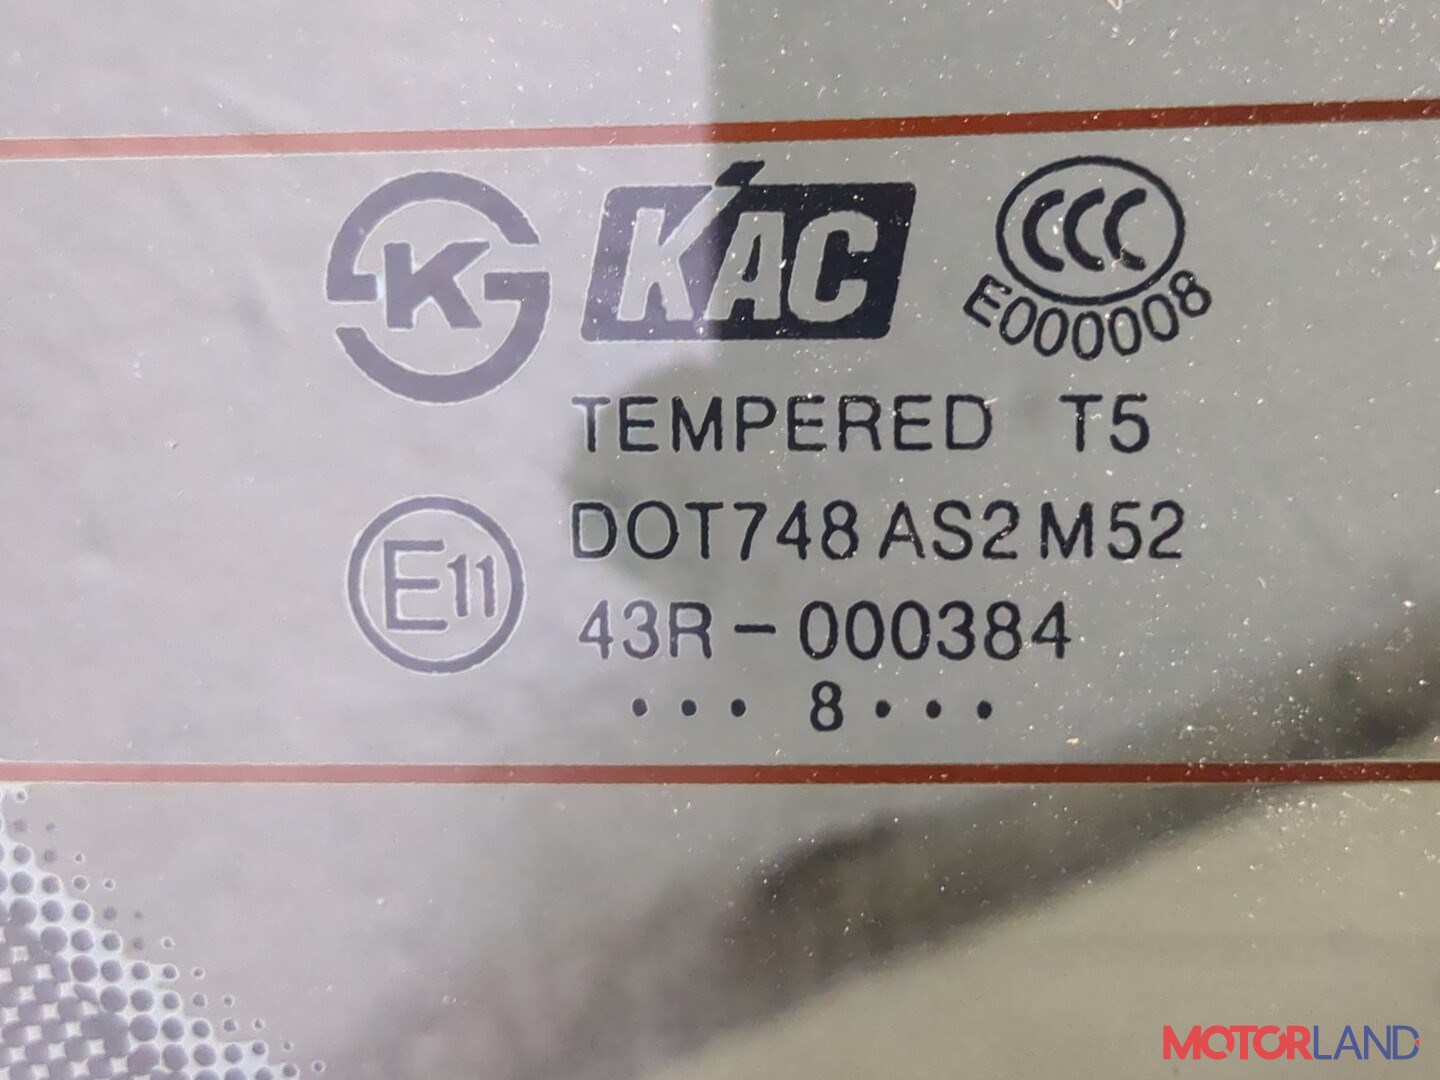 K KAC CCC
E000008
TEMPERED T5
DOT748 AS2 M52
E11
43R-000384
••• 8•••
MOTORLAND